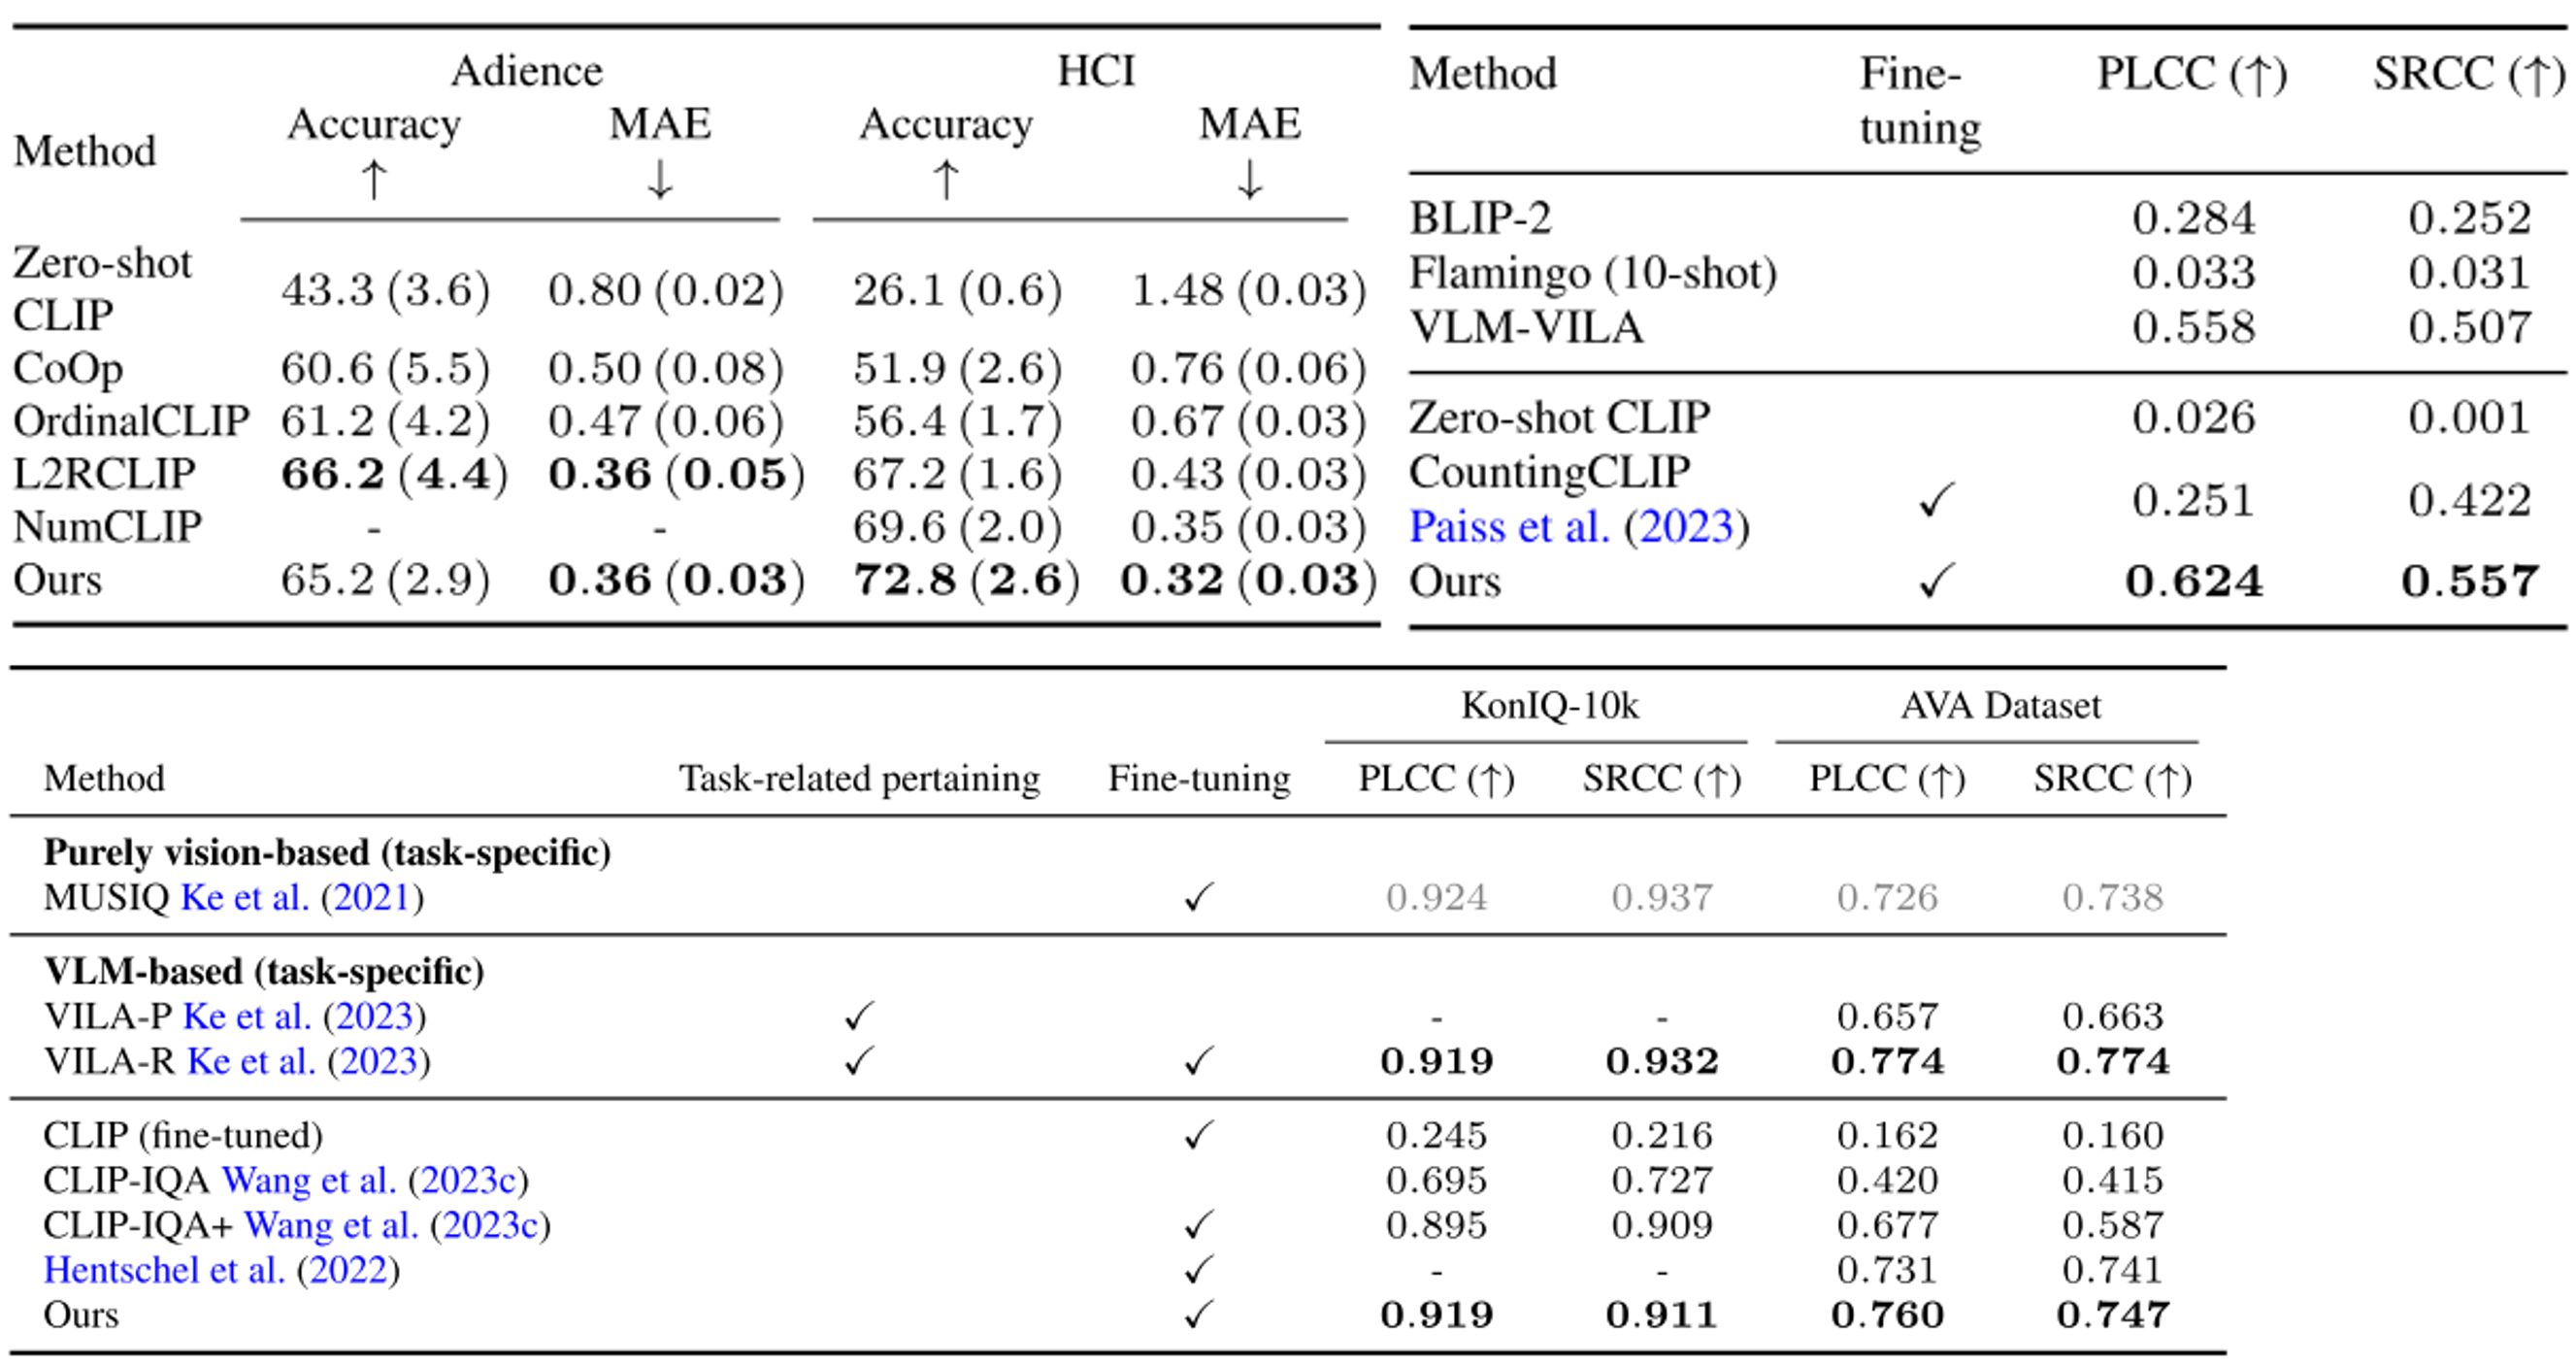 Adience HCI
Method Accuracy ↑ MAE ↓ Accuracy ↑ MAE ↓
Zero-shot CLIP 43.3 (3.6) 0.80 (0.02) 26.1 (0.6) 1.48 (0.03)
CoOp 60.6 (5.5) 0.50 (0.08) 51.9 (2.6) 0.76 (0.06)
OrdinalCLIP 61.2 (4.2) 0.47 (0.06) 56.4 (1.7) 0.67 (0.03)
L2RCLIP 66.2 (4.4) 0.36 (0.05) 67.2 (1.6) 0.43 (0.03)
NumCLIP - - 69.6 (2.0) 0.35 (0.03)
Ours 65.2 (2.9) 0.36 (0.03) 72.8 (2.6) 0.32 (0.03)
Method Fine-tuning PLCC (↑) SRCC (↑)
BLIP-2 0.284 0.252
Flamingo (10-shot) 0.033 0.031
VLM-VILA 0.558 0.507
Zero-shot CLIP 0.026 0.001
CountingCLIP
Paiss et al. (2023) ✓ 0.251 0.422
Ours ✓ 0.624 0.557
KonIQ-10k AVA Dataset
Method Task-related pertaining Fine-tuning PLCC (↑) SRCC (↑) PLCC (↑) SRCC (↑)
Purely vision-based (task-specific)
MUSIQ Ke et al. (2021) ✓ 0.924 0.937 0.726 0.738
VLM-based (task-specific)
VILA-P Ke et al. (2023) ✓ - - 0.657 0.663
VILA-R Ke et al. (2023) ✓ ✓ 0.919 0.932 0.774 0.774
CLIP (fine-tuned) ✓ 0.245 0.216 0.162 0.160
CLIP-IQA Wang et al. (2023c) 0.695 0.727 0.420 0.415
CLIP-IQA+ Wang et al. (2023c) ✓ 0.895 0.909 0.677 0.587
Hentschel et al. (2022) ✓ - - 0.731 0.741
Ours ✓ 0.919 0.911 0.760 0.747